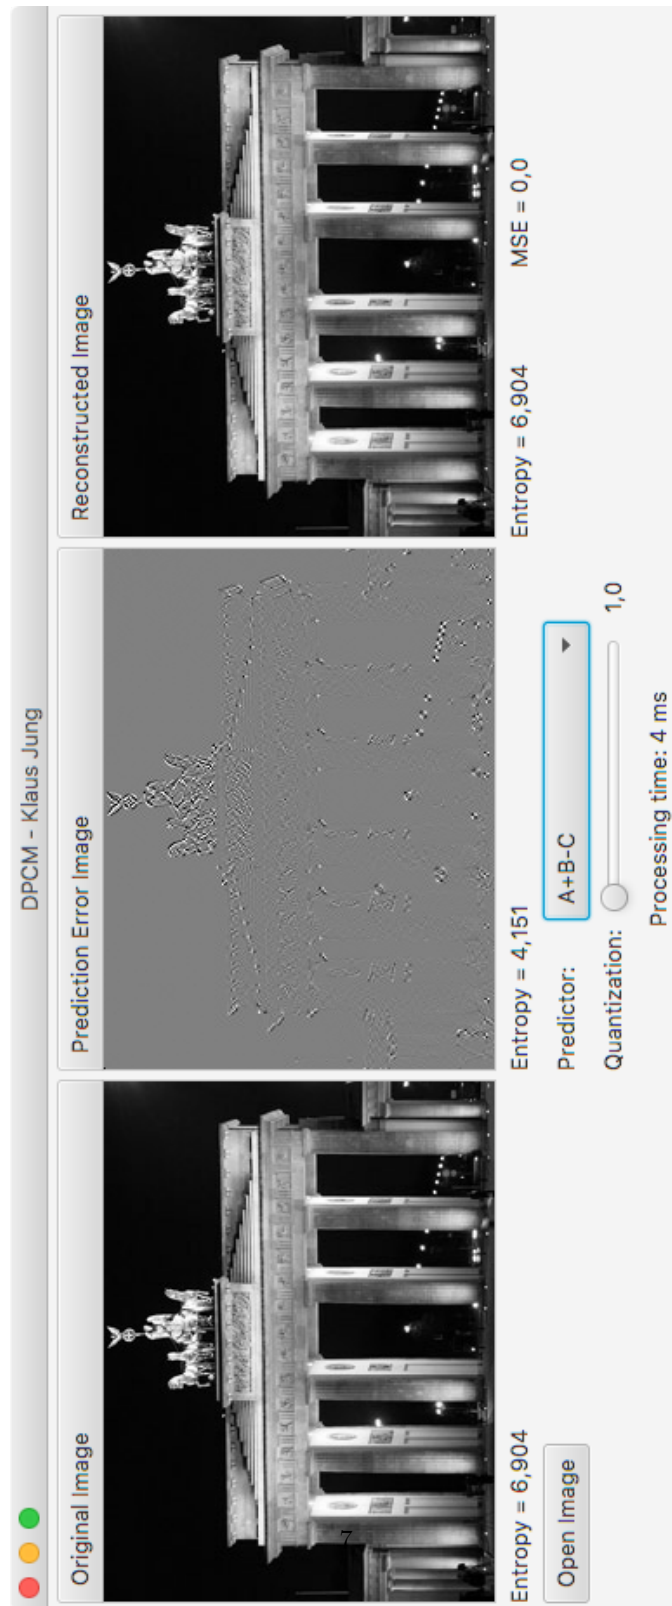 DPCM - Klaus Jung
Original Image
Prediction Error Image
Reconstructed Image
Entropy = 6,904
Entropy = 4,151
Entropy = 6,904
MSE = 0,0
Open Image
Predictor:
A+B-C
Quantization:
1,0
Processing time: 4 ms
7